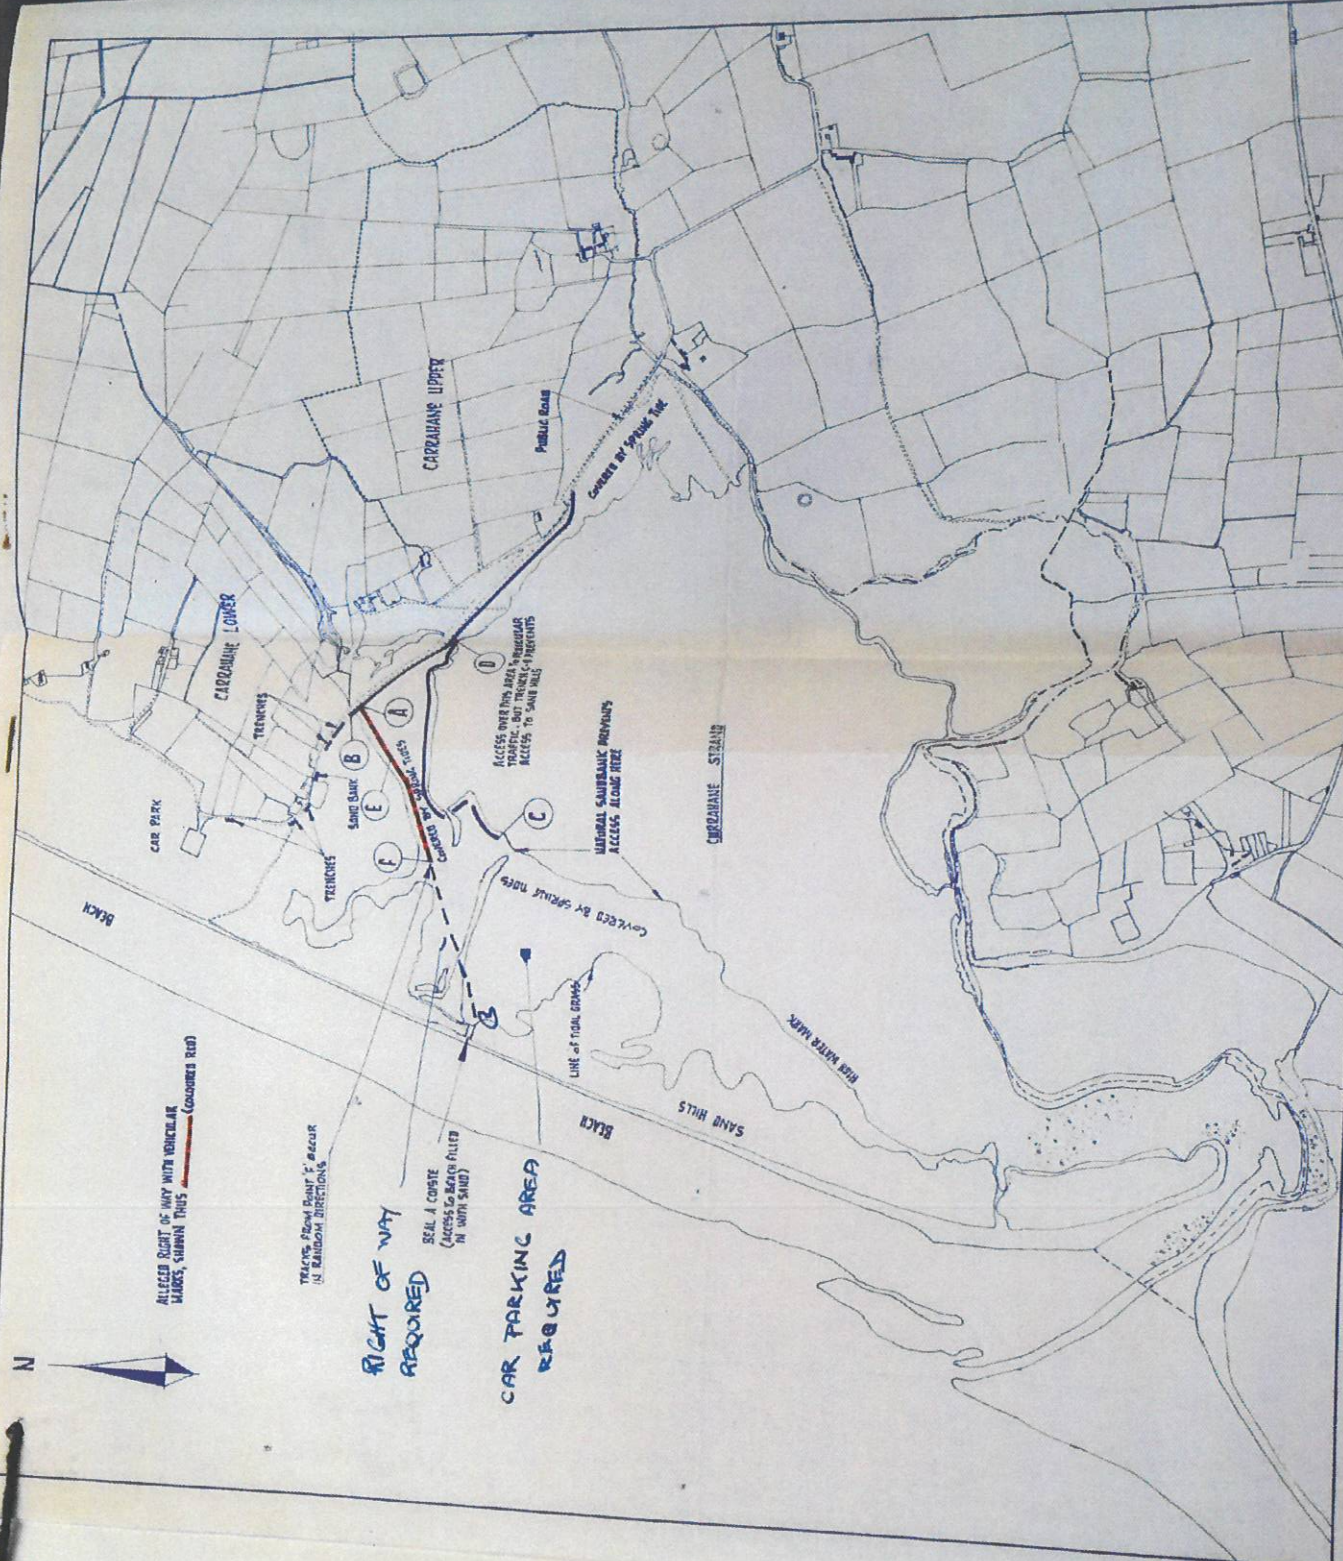 N
ALLEGED RIGHT OF WAY WITH VEHICULAR
MARKS, SHOWN THUS (COLOURED RED)
TRACKS FROM POINT 'F' OCCUR
IN RANDOM DIRECTIONS
RIGHT OF WAY
REQUIRED
BEAL A COISTE
(ACCESS TO BEACH FILLED
IN WITH SAND)
CAR PARKING AREA
REQUIRED
BEACH
CAR PARK
TRENCHES
TRENCHES
CARRAHANE LOWER
SAND BANK
B
A
E
F
COVERED BY SPRING TIDES
D
C
ACCESS OVER THIS AREA TO VEHICULAR
TRAFFIC. BUT TRENCH C-D PREVENTS
ACCESS TO SAND HILLS
NATURAL SANDBANK PREVENTS
ACCESS ALONG HERE
CARRAHANE UPPER
PUBLIC ROAD
COVERED BY SPRING TIDE
COVERED BY SPRING TIDES
LINE OF TIDAL GRASS
HIGH WATER MARK
BEACH
SAND HILLS
CURRAHANE STRAND